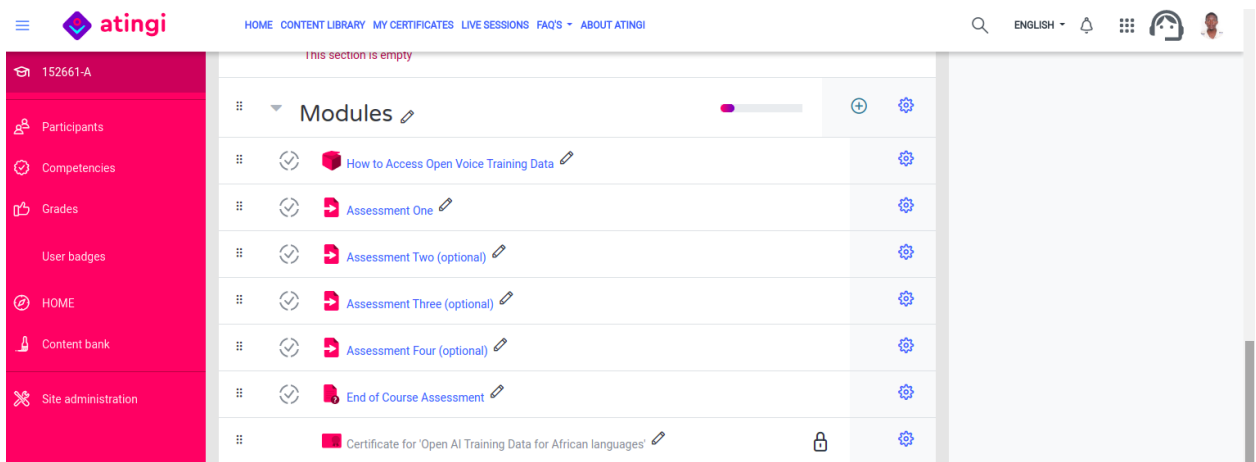 atingi
HOME CONTENT LIBRARY MY CERTIFICATES LIVE SESSIONS FAQ'S ABOUT ATINGI
ENGLISH
152661-A
Participants
Competencies
Grades
User badges
HOME
Content bank
Site administration
This section is empty
Modules
How to Access Open Voice Training Data
Assessment One
Assessment Two (optional)
Assessment Three (optional)
Assessment Four (optional)
End of Course Assessment
Certificate for 'Open AI Training Data for African languages'